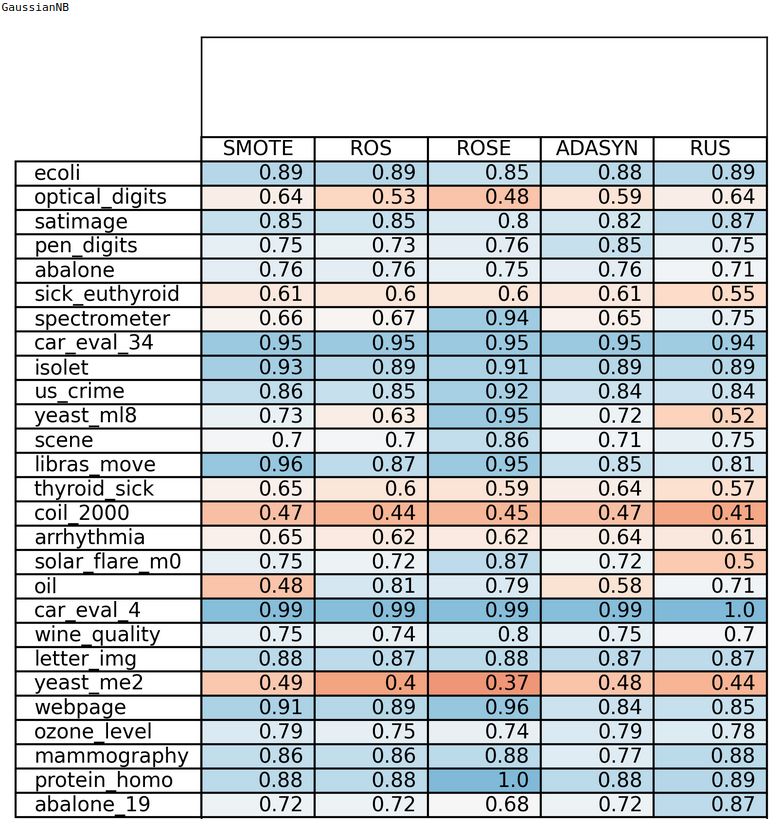 GaussianNB
SMOTE ROS ROSE ADASYN RUS
ecoli 0.89 0.89 0.85 0.88 0.89
optical_digits 0.64 0.53 0.48 0.59 0.64
satimage 0.85 0.85 0.8 0.82 0.87
pen_digits 0.75 0.73 0.76 0.85 0.75
abalone 0.76 0.76 0.75 0.76 0.71
sick_euthyroid 0.61 0.6 0.6 0.61 0.55
spectrometer 0.66 0.67 0.94 0.65 0.75
car_eval_34 0.95 0.95 0.95 0.95 0.94
isolet 0.93 0.89 0.91 0.89 0.89
us_crime 0.86 0.85 0.92 0.84 0.84
yeast_ml8 0.73 0.63 0.95 0.72 0.52
scene 0.7 0.7 0.86 0.71 0.75
libras_move 0.96 0.87 0.95 0.85 0.81
thyroid_sick 0.65 0.6 0.59 0.64 0.57
coil_2000 0.47 0.44 0.45 0.47 0.41
arrhythmia 0.65 0.62 0.62 0.64 0.61
solar_flare_m0 0.75 0.72 0.87 0.72 0.5
oil 0.48 0.81 0.79 0.58 0.71
car_eval_4 0.99 0.99 0.99 0.99 1.0
wine_quality 0.75 0.74 0.8 0.75 0.7
letter_img 0.88 0.87 0.88 0.87 0.87
yeast_me2 0.49 0.4 0.37 0.48 0.44
webpage 0.91 0.89 0.96 0.84 0.85
ozone_level 0.79 0.75 0.74 0.79 0.78
mammography 0.86 0.86 0.88 0.77 0.88
protein_homo 0.88 0.88 1.0 0.88 0.89
abalone_19 0.72 0.72 0.68 0.72 0.87